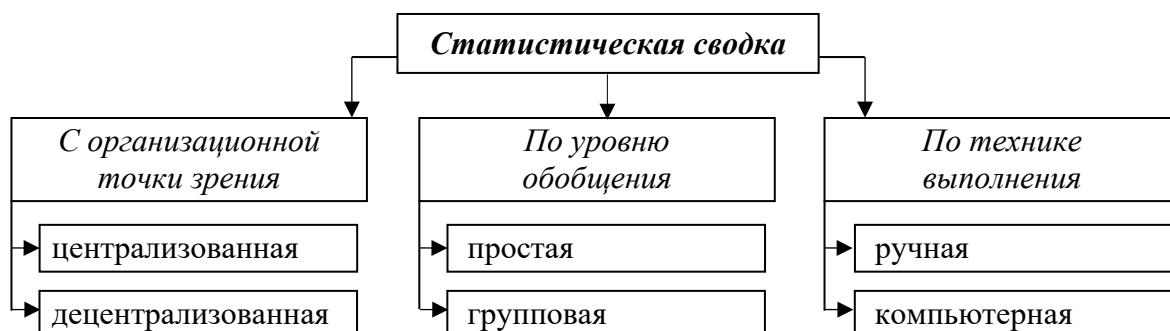 Статистическая сводка
С организационной
точки зрения
централизованная
децентрализованная
По уровню
обобщения
простая
групповая
По технике
выполнения
ручная
компьютерная